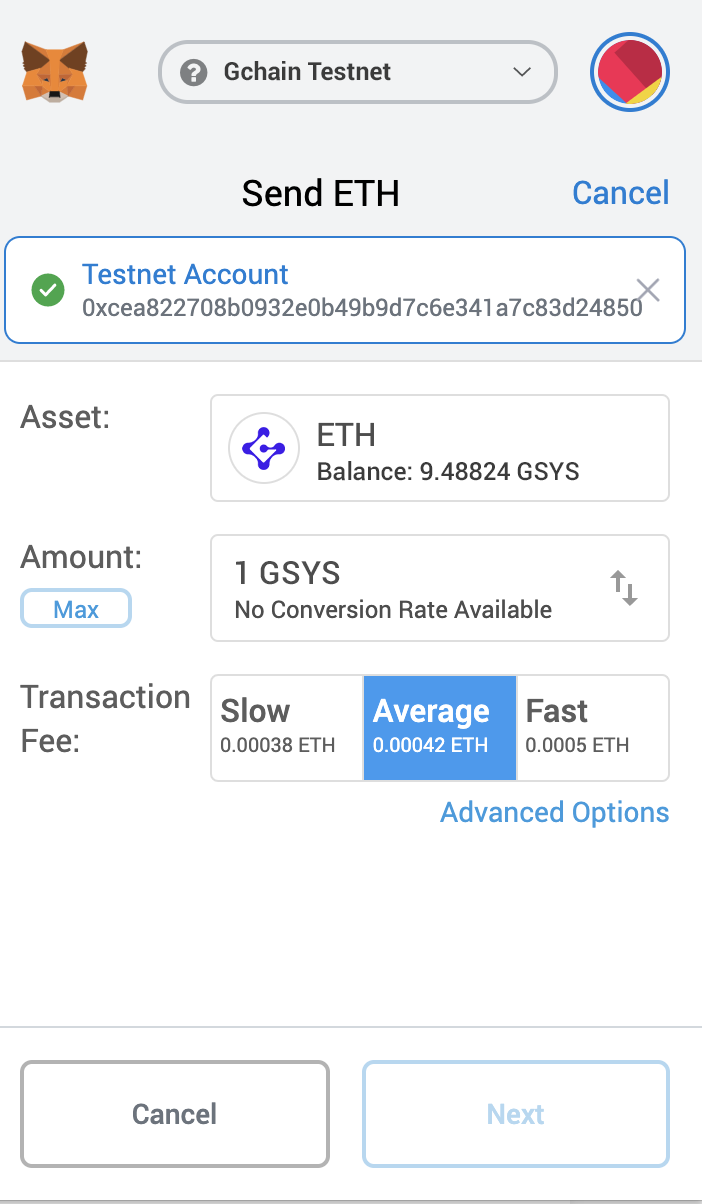 Gchain Testnet
Send ETH
Cancel
Testnet Account
0xcea822708b0932e0b49b9d7c6e341a7c83d24850
Asset:
ETH
Balance: 9.48824 GSYS
Amount:
Max
1 GSYS
No Conversion Rate Available
Transaction
Fee:
Slow
0.00038 ETH
Average
0.00042 ETH
Fast
0.0005 ETH
Advanced Options
Cancel
Next